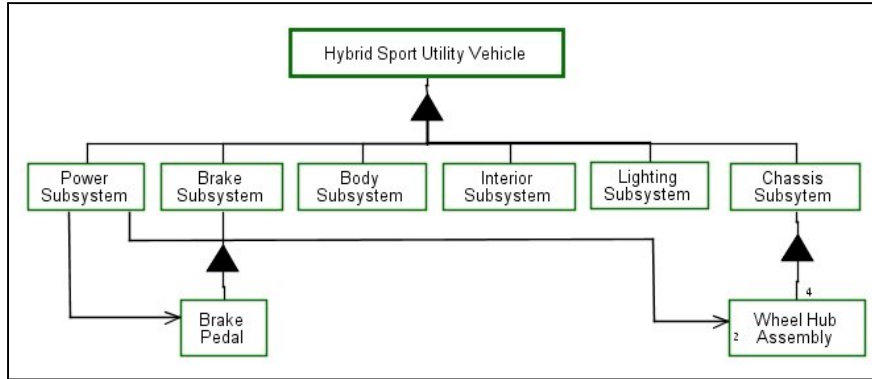 Hybrid Sport Utility Vehicle
Power
Subsystem
Brake
Subsystem
Body
Subsystem
Interior
Subsystem
Lighting
Subsystem
Chassis
Subsytem
4
Brake
Pedal
2
Wheel Hub
Assembly